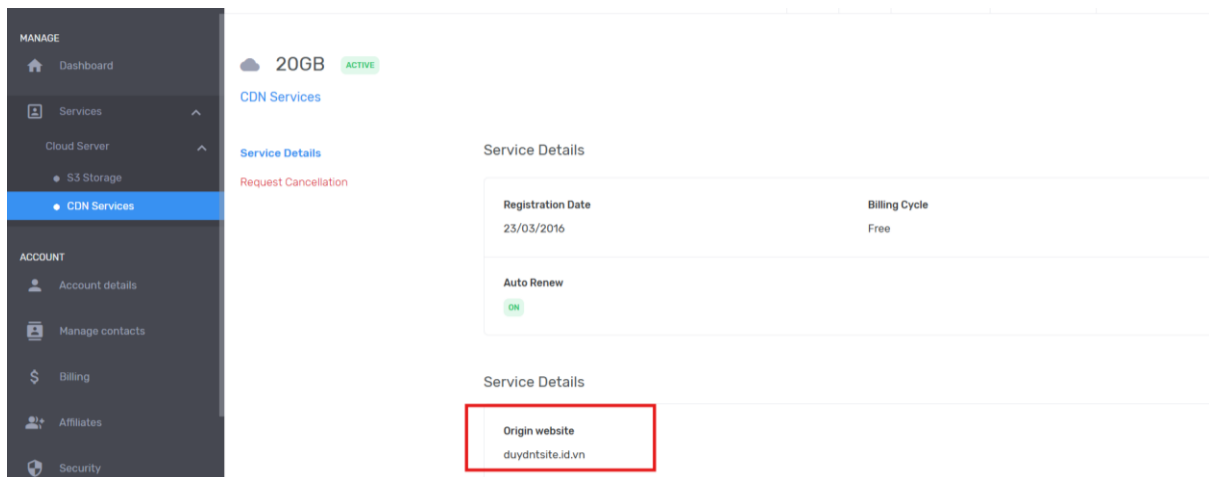 MANAGE
Dashboard
Services
Cloud Server
S3 Storage
CDN Services
ACCOUNT
Account details
Manage contacts
$ Billing
Affiliates
Security
20GB ACTIVE
CDN Services
Service Details
Request Cancellation
Service Details
Registration Date
23/03/2016
Billing Cycle
Free
Auto Renew
ON
Service Details
Origin website
duydntsite.id.vn